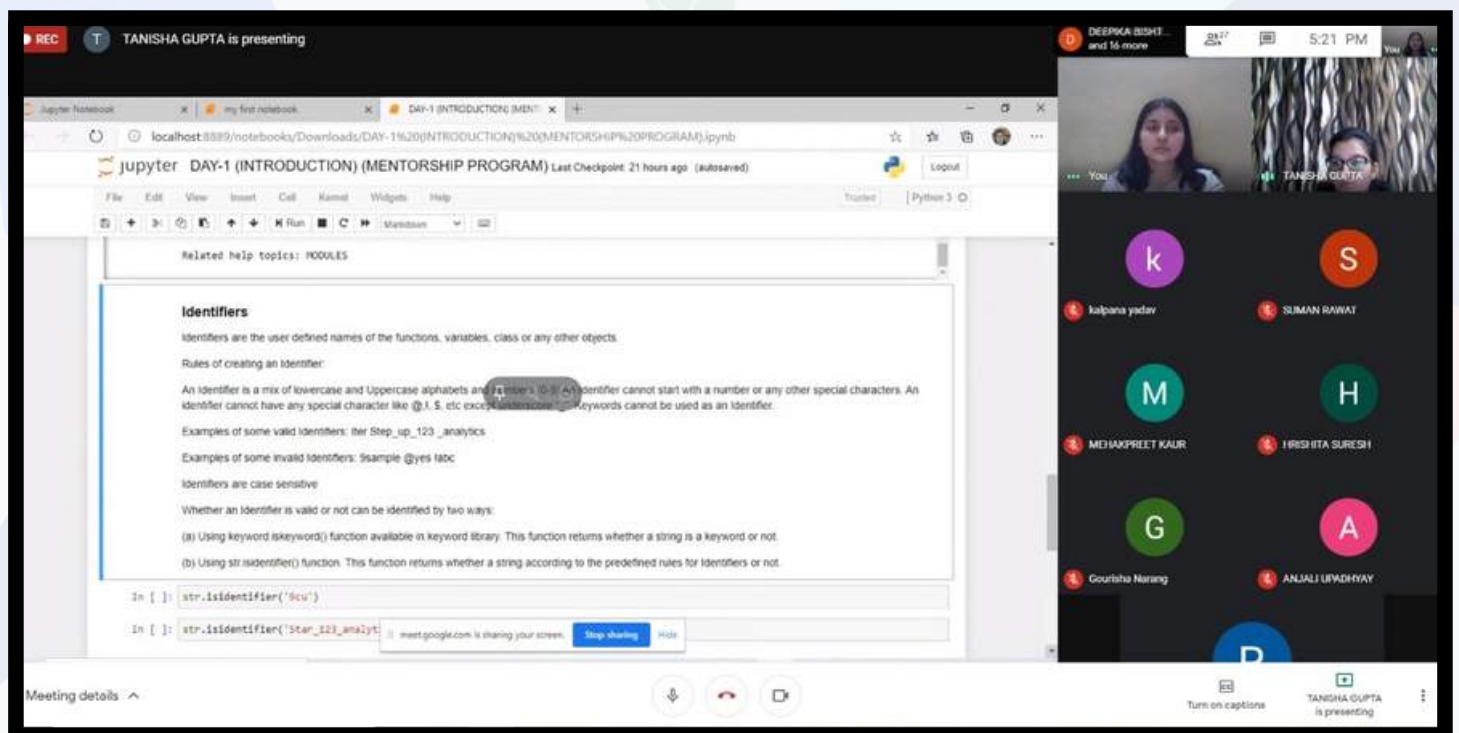 REC
T
TANISHA GUPTA is presenting
DEEPIKA BISHT...
and 16 more
D
27
5:21 PM
You
Jupyter Notebook
my first notebook
DAY-1 (INTRODUCTION) (MENT
localhost:8889/notebooks/Downloads/DAY-1%20(INTRODUCTION)%20(MENTORSHIP%20PROGRAM).ipynb
jupyter DAY-1 (INTRODUCTION) (MENTORSHIP PROGRAM) Last Checkpoint: 21 hours ago (autosaved)
Logout
File Edit View Insert Cell Kernel Widgets Help
Trusted Python 3
Run Markdown
Related help topics: MODULES
Identifiers
Identifiers are the user defined names of the functions, variables, class or any other objects.
Rules of creating an Identifier:
An Identifier is a mix of lowercase and Uppercase alphabets and numbers (0-9) An identifier cannot start with a number or any other special characters. An
identifier cannot have any special character like @,!, $, etc except underscore "_". Keywords cannot be used as an Identifier.
Examples of some valid Identifiers: Iter Step_up_123 _analytics
Examples of some invalid Identifiers: 9sample @yes !abc
Identifiers are case sensitive
Whether an Identifier is valid or not can be identified by two ways:
(a) Using keyword.iskeyword() function available in keyword library. This function returns whether a string is a keyword or not.
(b) Using str.isidentifier() function. This function returns whether a string according to the predefined rules for Identifiers or not.
In [ ]: str.isidentifier('9cu')
In [ ]: str.isidentifier('Star_123_analyt
meet.google.com is sharing your screen. Stop sharing Hide
You
TANISHA GUPTA
k
kalpana yadav
S
SUMAN RAWAT
M
MEHAKPREET KAUR
H
HRISHITA SURESH
G
Gourisha Narang
A
ANJALI UPADHYAY
Meeting details
Turn on captions
TANISHA GUPTA
is presenting